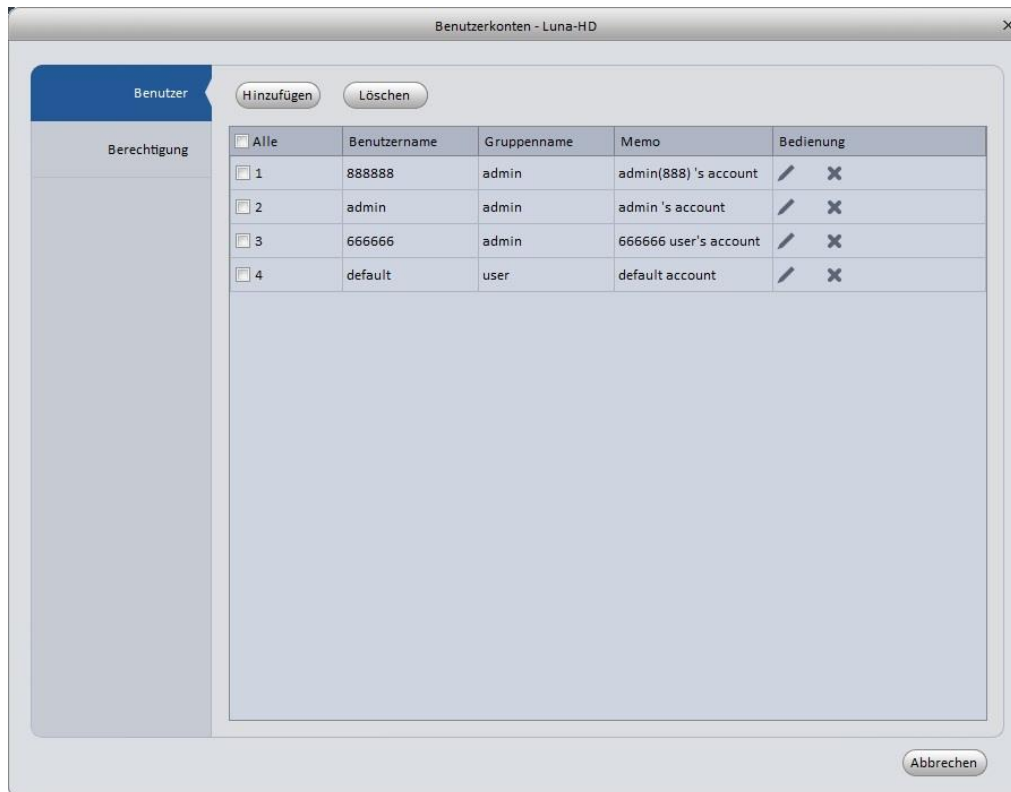 Benutzerkonten - Luna-HD
Benutzer
Berechtigung
Hinzufügen Löschen
Alle Benutzername Gruppenname Memo Bedienung
1 888888 admin admin(888) 's account
2 admin admin admin 's account
3 666666 admin 666666 user's account
4 default user default account
Abbrechen